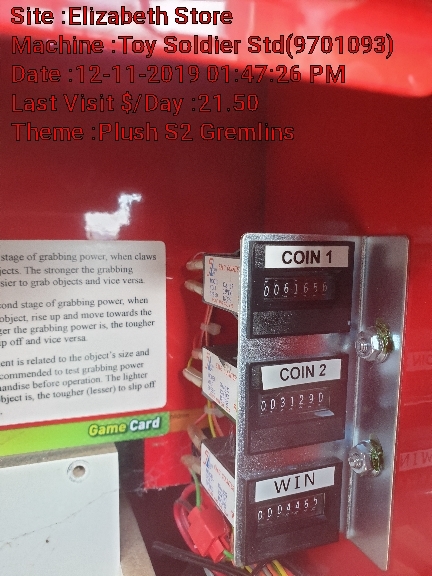 Site :Elizabeth Store
Machine :Toy Soldier Std(9701093)
Date :12-11-2019 01:47:26 PM
Last Visit $/Day :21.50
Theme :Plush S2 Gremlins
stage of grabbing power, when claws
jects. The stronger the grabbing
sier to grab objects and vice versa.
ond stage of grabbing power, when
object, rise up and move towards the
ger the grabbing power is, the tougher
ip off and vice versa.
ent is related to the object's size and
commended to test grabbing power
andise before operation. The lighter
bject is, the tougher (lesser) to slip off
Game Card
COIN 1
0061656
COIN 2
0031290
WIN